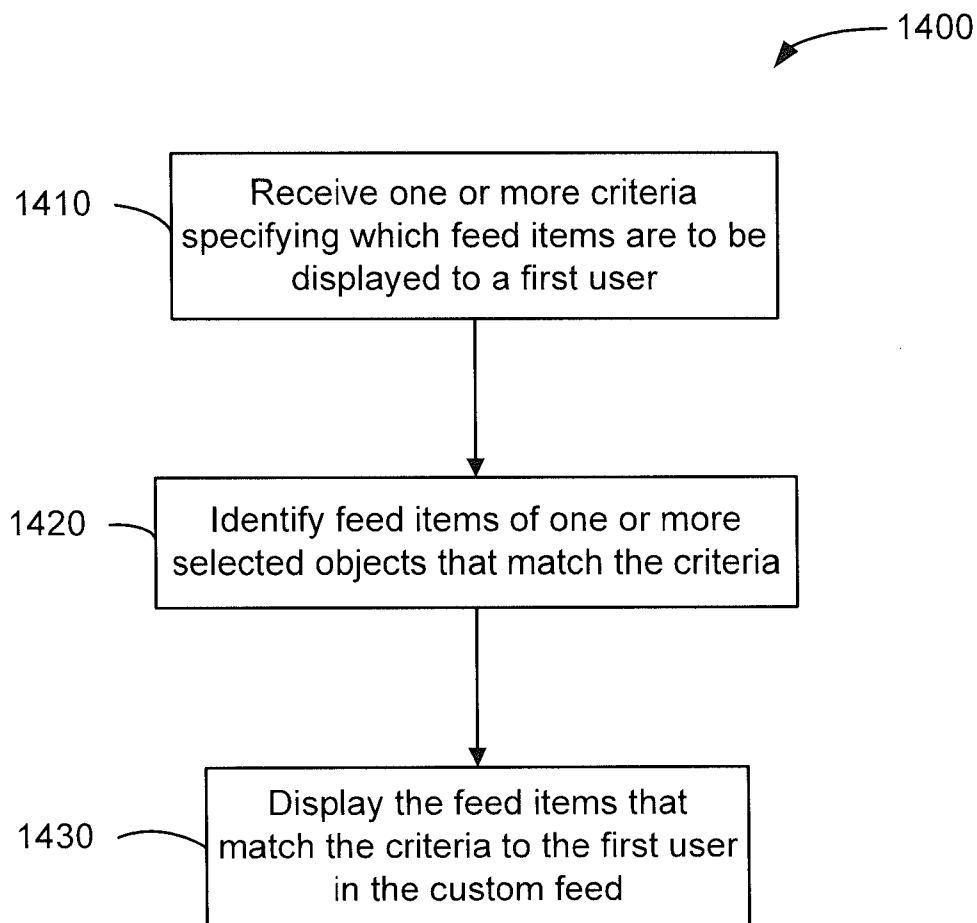 1400
1410
Receive one or more criteria
specifying which feed items are to be
displayed to a first user
1420
Identify feed items of one or more
selected objects that match the criteria
1430
Display the feed items that
match the criteria to the first user
in the custom feed